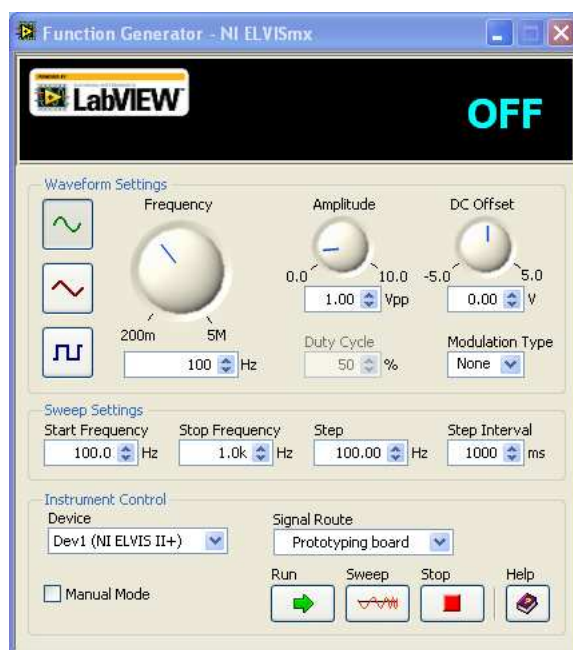 Function Generator - NI ELVISmx
LabVIEW
OFF
Waveform Settings
Frequency
Amplitude
DC Offset
0.0 10.0
-5.0 5.0
1.00 Vpp
0.00 V
200m 5M
100 Hz
Duty Cycle
50 %
Modulation Type
None
Sweep Settings
Start Frequency Stop Frequency Step Step Interval
100.0 Hz 1.0k Hz 100.00 Hz 1000 ms
Instrument Control
Device
Dev1 (NI ELVIS II+)
Signal Route
Prototyping board
Manual Mode
Run Sweep Stop Help